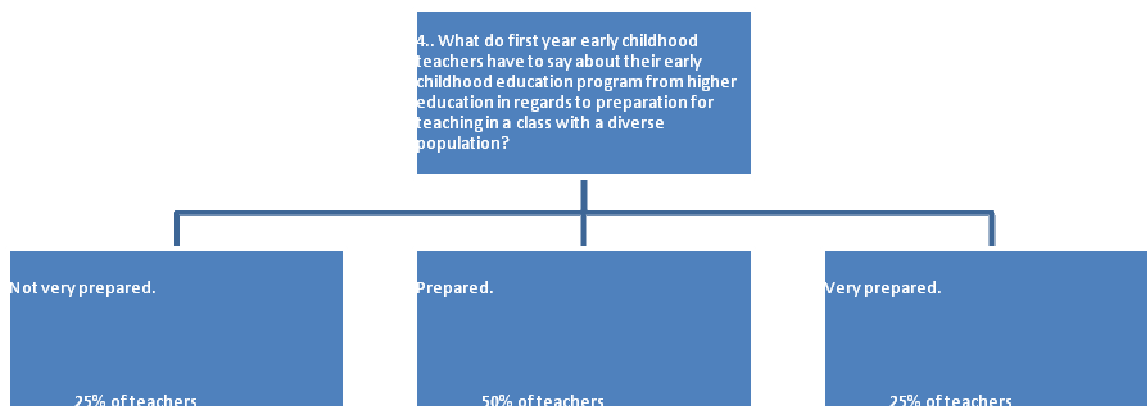 4.. What do first year early childhood
teachers have to say about their early
childhood education program from higher
education in regards to preparation for
teaching in a class with a diverse
population?
Not very prepared.
Prepared.
Very prepared.
25% of teachers
50% of teachers
25% of teachers